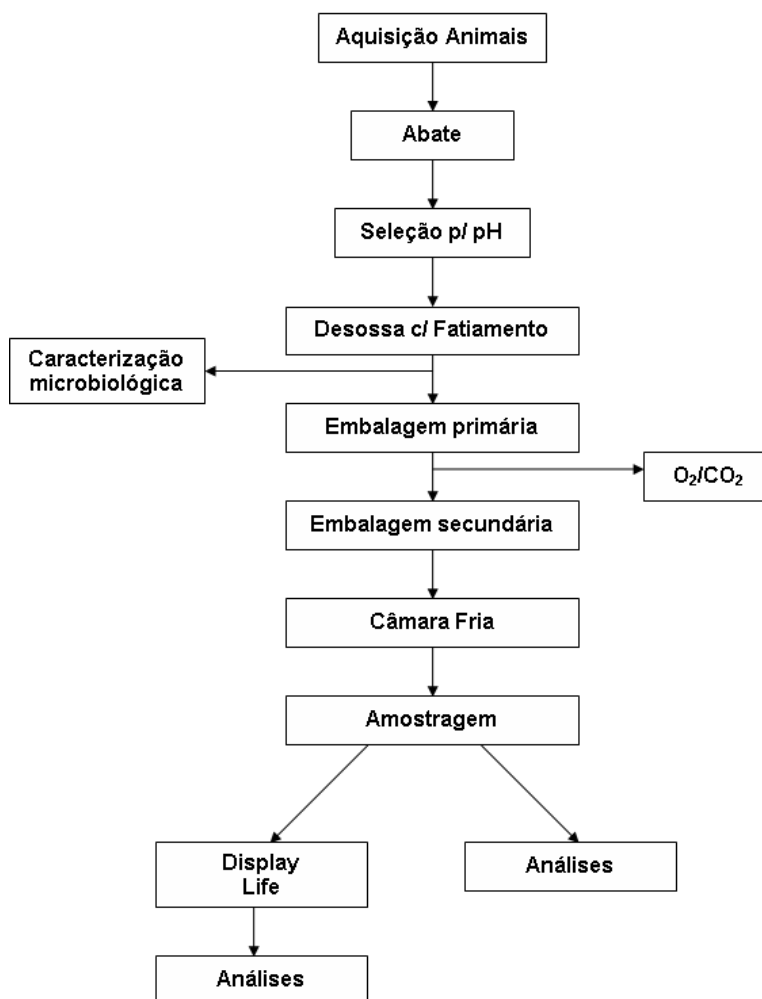 Aquisição Animais
Abate
Seleção p/ pH
Desossa c/ Fatiamento
Caracterização
microbiológica
Embalagem primária
O₂/CO₂
Embalagem secundária
Câmara Fria
Amostragem
Display
Life
Análises
Análises